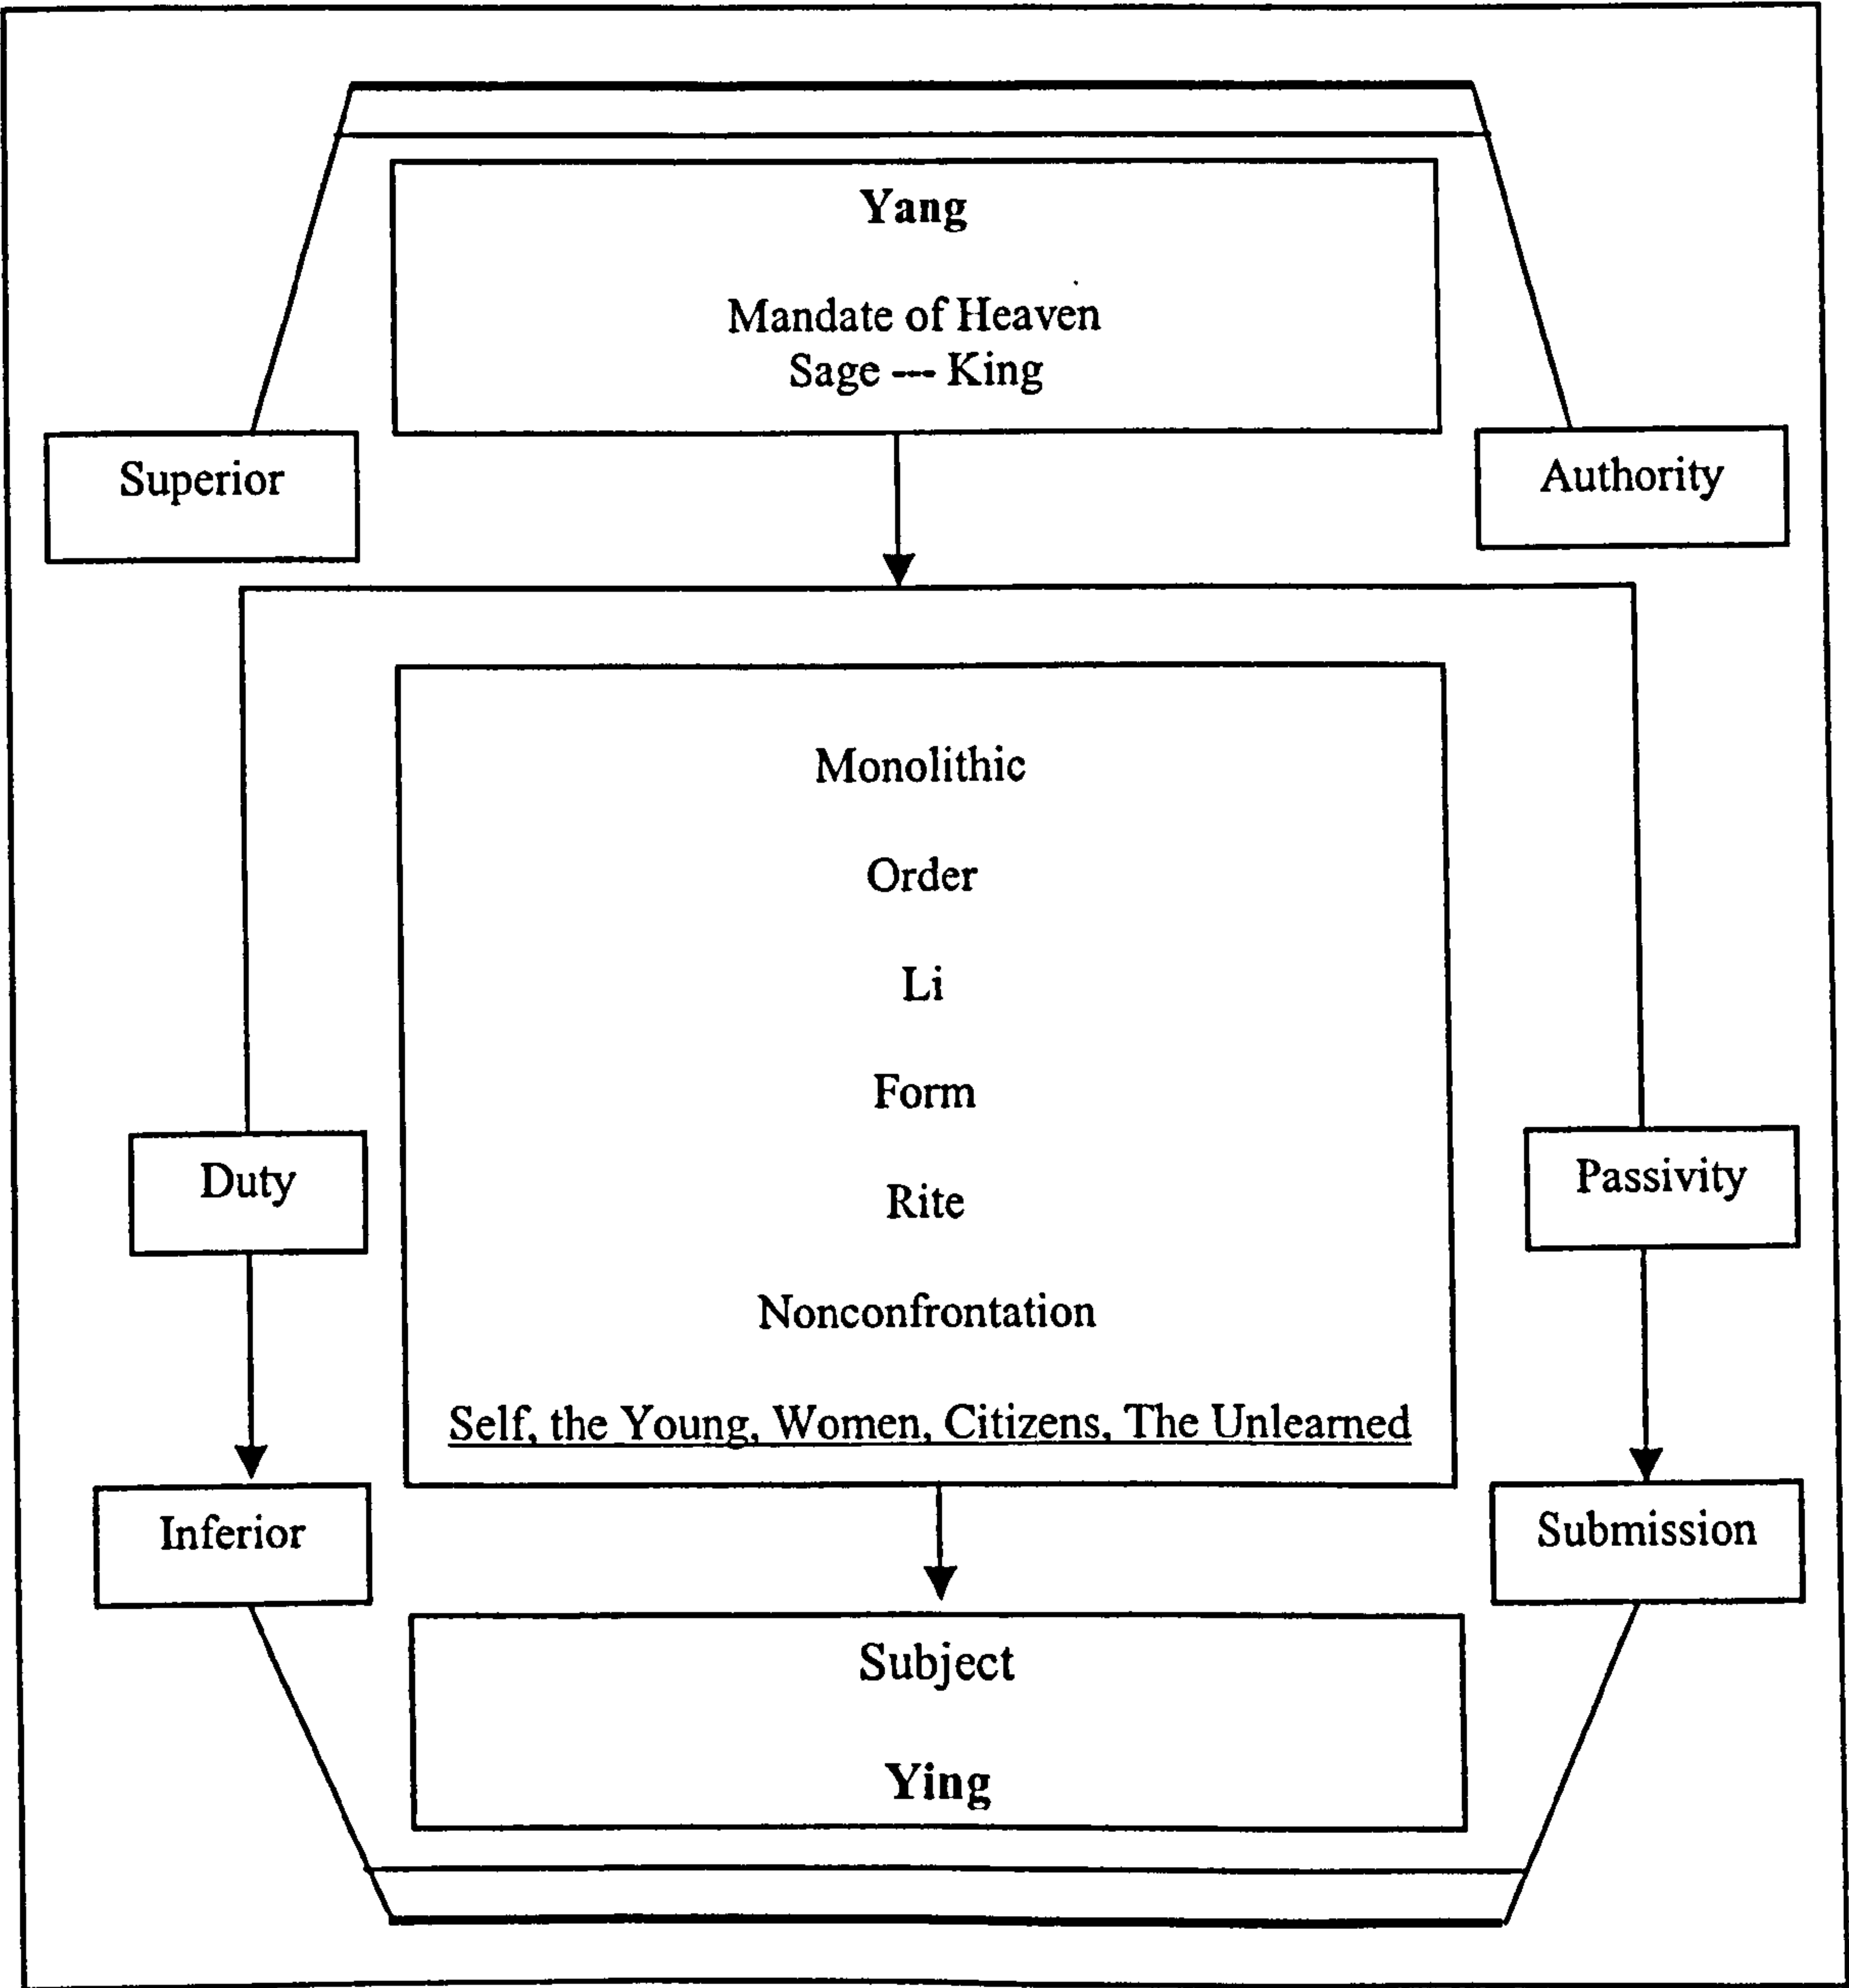 Yang
Mandate of Heaven
Sage --- King
Superior
Authority
Monolithic
Order
Li
Form
Rite
Nonconfrontation
Self, the Young, Women, Citizens, The Unlearned
Duty
Passivity
Inferior
Submission
Subject
Ying